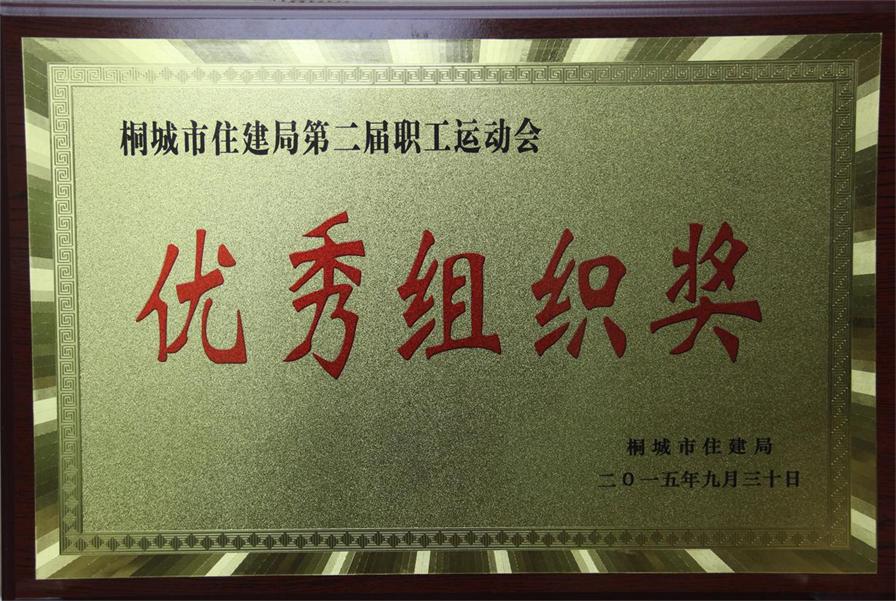 桐城市住建局第二届职工运动会
优秀组织奖
桐城市住建局
二0一五年九月三十日